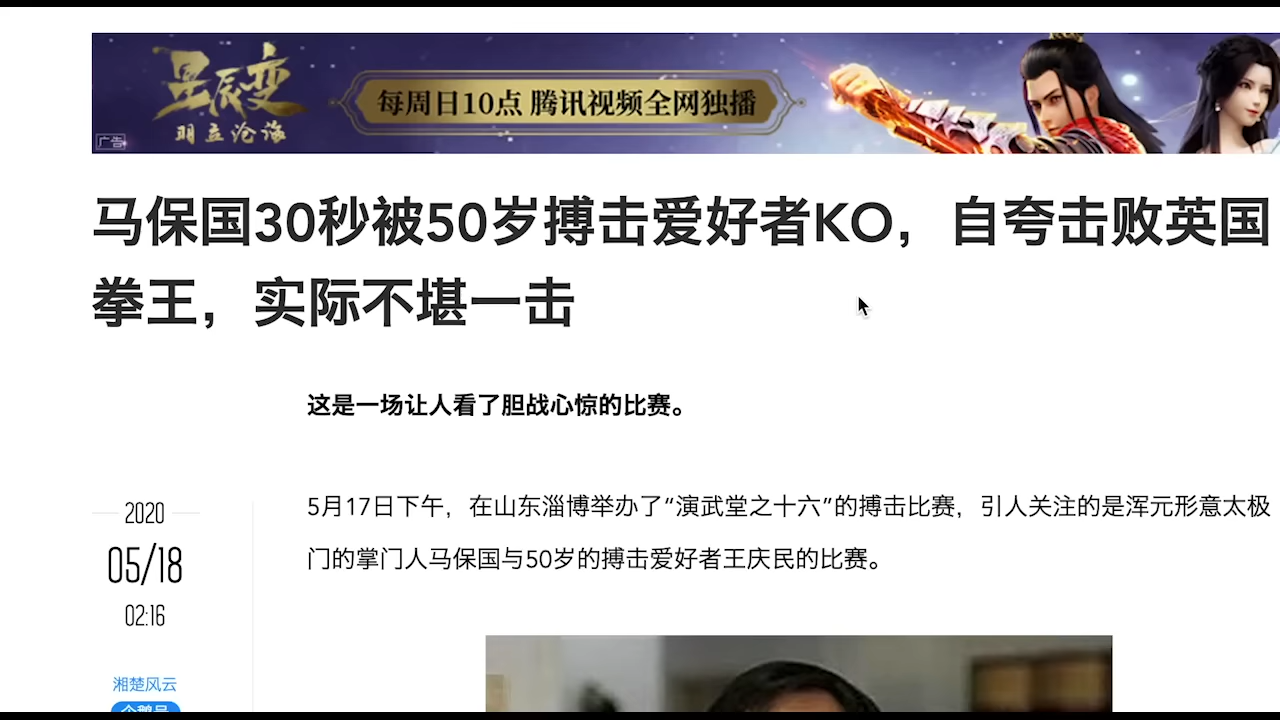 星辰变
羽立沧海
每周日10点 腾讯视频全网独播
广告
马保国30秒被50岁搏击爱好者KO，自夸击败英国
拳王，实际不堪一击
这是一场让人看了胆战心惊的比赛。
5月17日下午，在山东淄博举办了“演武堂之十六”的搏击比赛，引人关注的是浑元形意太极
门的掌门人马保国与50岁的搏击爱好者王庆民的比赛。
2020
05/18
02:16
湘楚风云
企鹅号